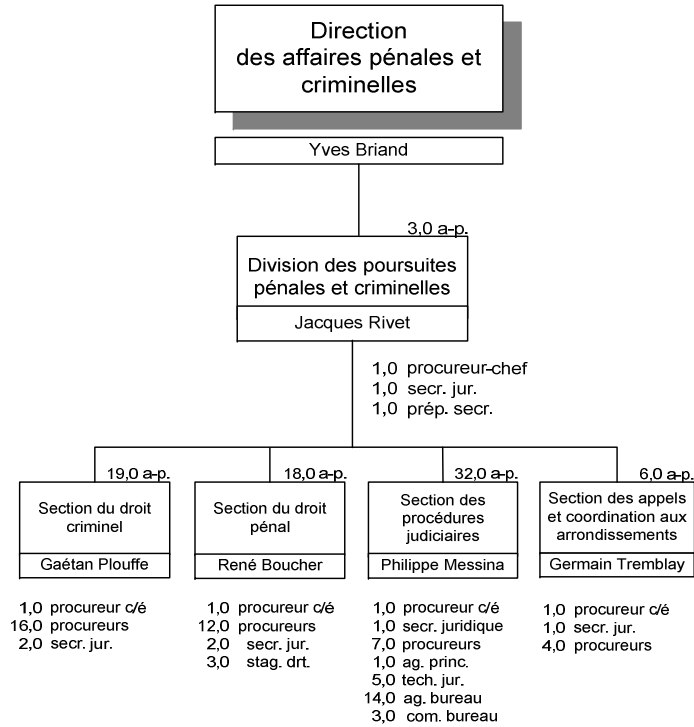 Direction
des affaires pénales et
criminelles
Yves Briand
3,0 a-p.
Division des poursuites
pénales et criminelles
Jacques Rivet
1,0 procureur-chef
1,0 secr. jur.
1,0 prép. secr.
19,0 a-p.
Section du droit
criminel
Gaétan Plouffe
1,0 procureur c/é
16,0 procureurs
2,0 secr. jur.
18,0 a-p.
Section du droit
pénal
René Boucher
1,0 procureur c/é
12,0 procureurs
2,0 secr. jur.
3,0 stag. drt.
32,0 a-p.
Section des
procédures
judiciaires
Philippe Messina
1,0 procureur c/é
1,0 secr. juridique
7,0 procureurs
1,0 ag. princ.
5,0 tech. jur.
14,0 ag. bureau
3,0 com. bureau
6,0 a-p.
Section des appels
et coordination aux
arrondissements
Germain Tremblay
1,0 procureur c/é
1,0 secr. jur.
4,0 procureurs